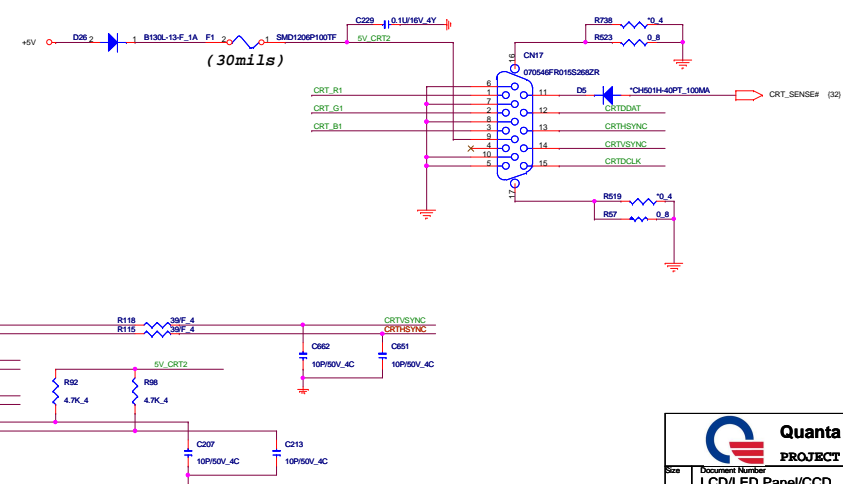 C229 0.1U/16V_4Y
R738 *0_4
+5V D26 2 1 B130L-13-F_1A F1 2 1 SMD1206P100TF 5V_CRT2
R523 0_8
(30mils)
16 CN17
070546FR015S268ZR
6
CRT_R1 1 11 D5 *CH501H-40PT_100MA CRT_SENSE# (32)
7
CRT_G1 2 12 CRTDDAT
8
CRT_B1 3 13 CRTHSYNC
9
4 14 CRTVSYNC
10
5 15 CRTDCLK
17
R519 *0_4
R57 0_8
R118 39/F_4 CRTVSYNC
R115 39/F_4 CRTHSYNC
C662 C651
10P/50V_4C 10P/50V_4C
5V_CRT2
R92 R98
4.7K_4 4.7K_4
C207 C213
10P/50V_4C 10P/50V_4C
Quanta
PROJECT
Size Document Number
LCD/LED Panel/CCD